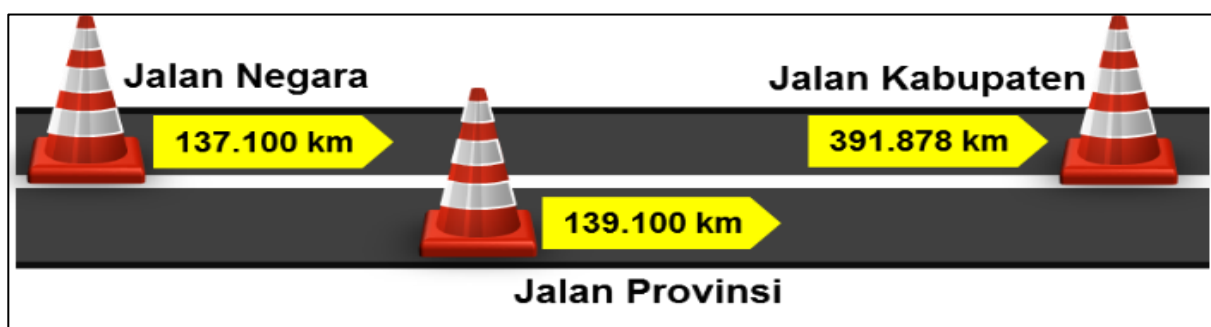 Jalan Negara
137.100 km
Jalan Kabupaten
391.878 km
139.100 km
Jalan Provinsi